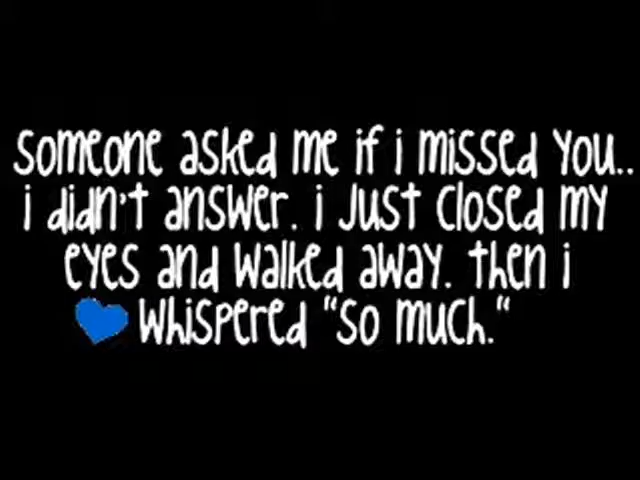 someone asked me if i missed you..
i didn't answer. i just closed my
eyes and walked away. then i
whispered "so much."